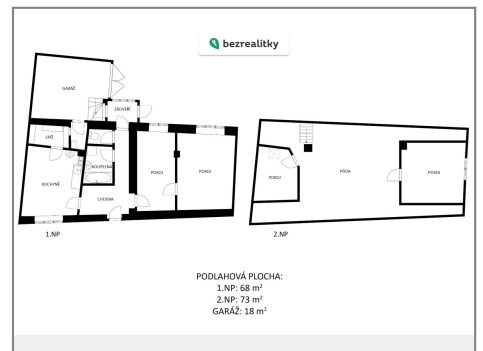 bezrealitky
GARÁŽ
ZÁDVEŘÍ
SPÍŽ
KOUPELNA
KUCHYNĚ
POKOJ
POKOJ
CHODBA
1.NP
POKOJ
PŮDA
POKOJ
2.NP
PODLAHOVÁ PLOCHA:
1.NP: 68 m²
2.NP: 73 m²
GARÁŽ: 18 m²